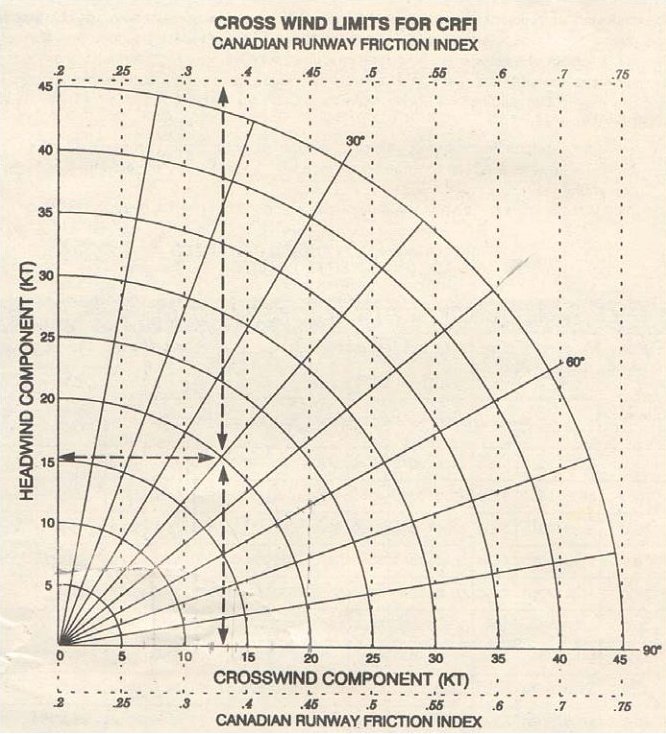 CROSS WIND LIMITS FOR CRFI
CANADIAN RUNWAY FRICTION INDEX
.2 .25 .3 .35 .4 .45 .5 .55 .6 .7 .75
45
40
35
30
25
20
15
10
5
HEADWIND COMPONENT (KT)
30°
60°
90°
0 5 10 15 20 25 30 35 40 45
CROSSWIND COMPONENT (KT)
.2 .25 .3 .35 .4 .45 .5 .55 .6 .7 .75
CANADIAN RUNWAY FRICTION INDEX